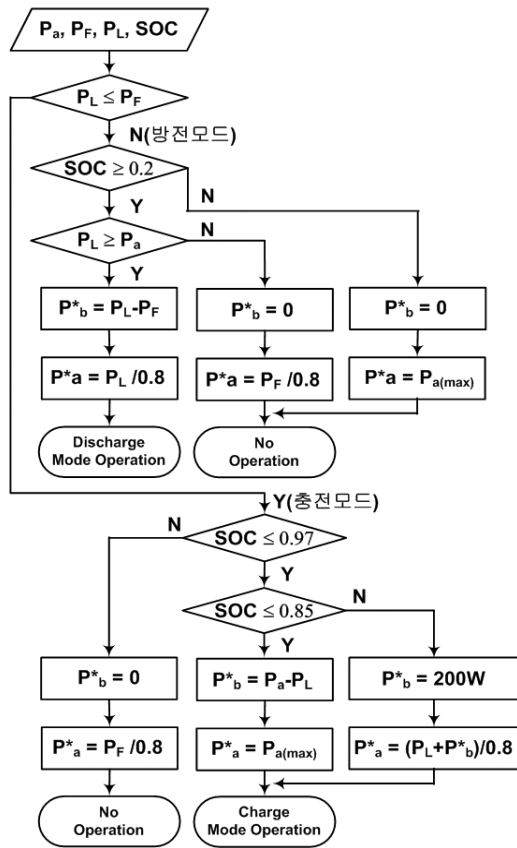 Pa, PF, PL, SOC
PL ≤ PF
N(방전모드)
SOC ≥ 0.2
N
Y
PL ≥ Pa
N
Y
P*b = PL-PF
P*b = 0
P*b = 0
P*a = PL /0.8
P*a = PF /0.8
P*a = Pa(max)
Discharge
Mode Operation
No
Operation
Y(충전모드)
N
SOC ≤ 0.97
Y
SOC ≤ 0.85
N
Y
P*b = 0
P*b = Pa-PL
P*b = 200W
P*a = PF /0.8
P*a = Pa(max)
P*a = (PL+P*b)/0.8
No
Operation
Charge
Mode Operation